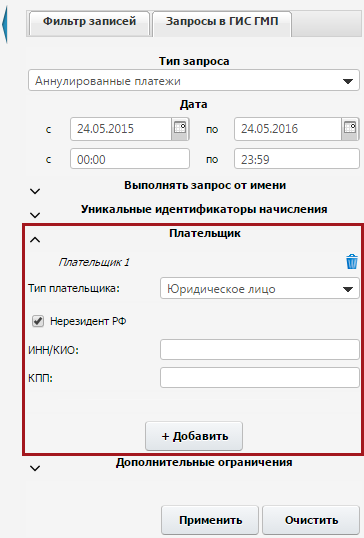 Фильтр записей Запросы в ГИС ГМП
Тип запроса
Аннулированные платежи
Дата
с 24.05.2015 по 24.05.2016
с 00:00 по 23:59
Выполнять запрос от имени
Уникальные идентификаторы начисления
Плательщик
Плательщик 1
Тип плательщика: Юридическое лицо
Нерезидент РФ
ИНН/КИО:
КПП:
+ Добавить
Дополнительные ограничения
Применить Очистить